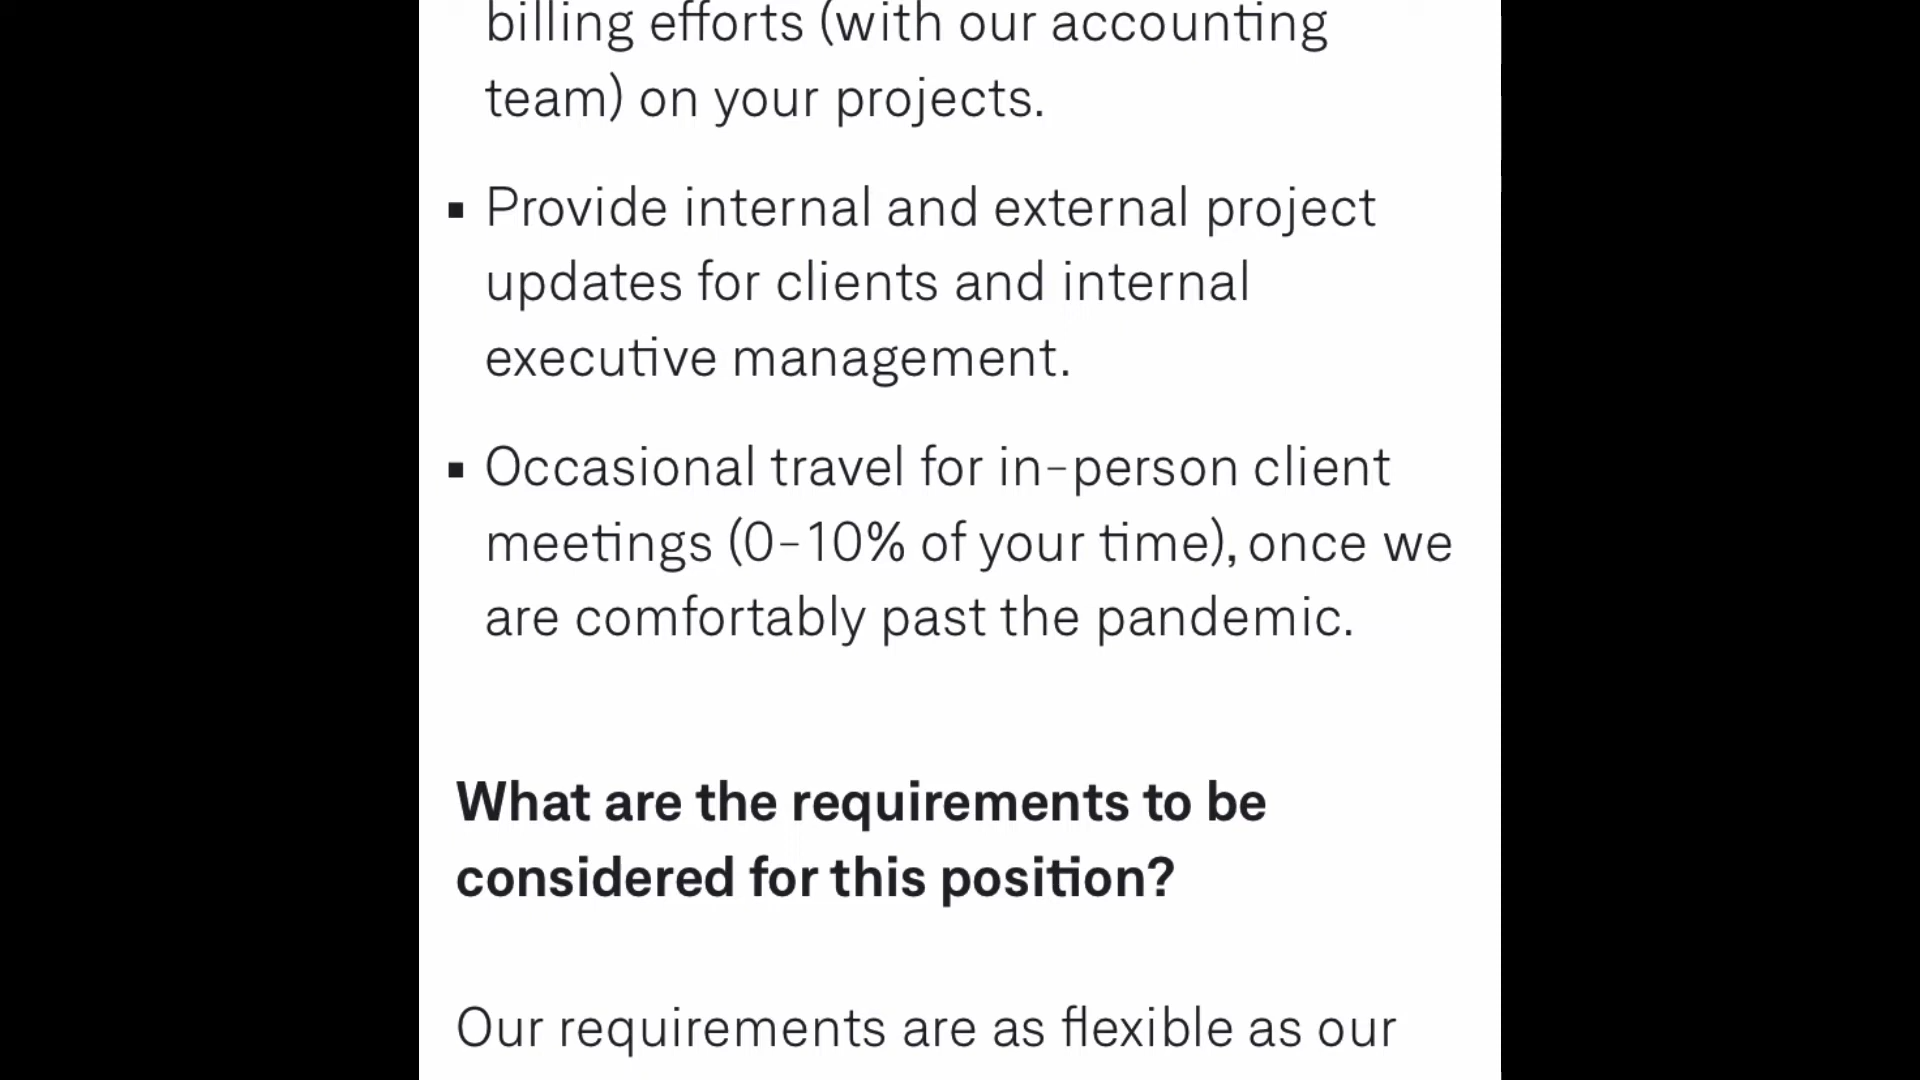 billing efforts (with our accounting
team) on your projects.
▪ Provide internal and external project
updates for clients and internal
executive management.
▪ Occasional travel for in-person client
meetings (0-10% of your time), once we
are comfortably past the pandemic.
What are the requirements to be
considered for this position?
Our requirements are as flexible as our